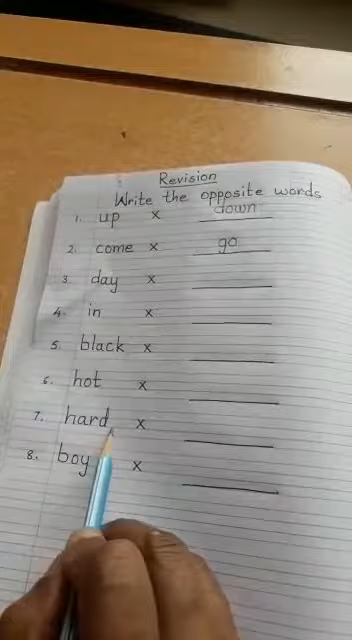 Revision
Write the opposite words
1. up x down
2. come x go
3. day x
4. in x
5. black x
6. hot x
7. hard x
8. boy x